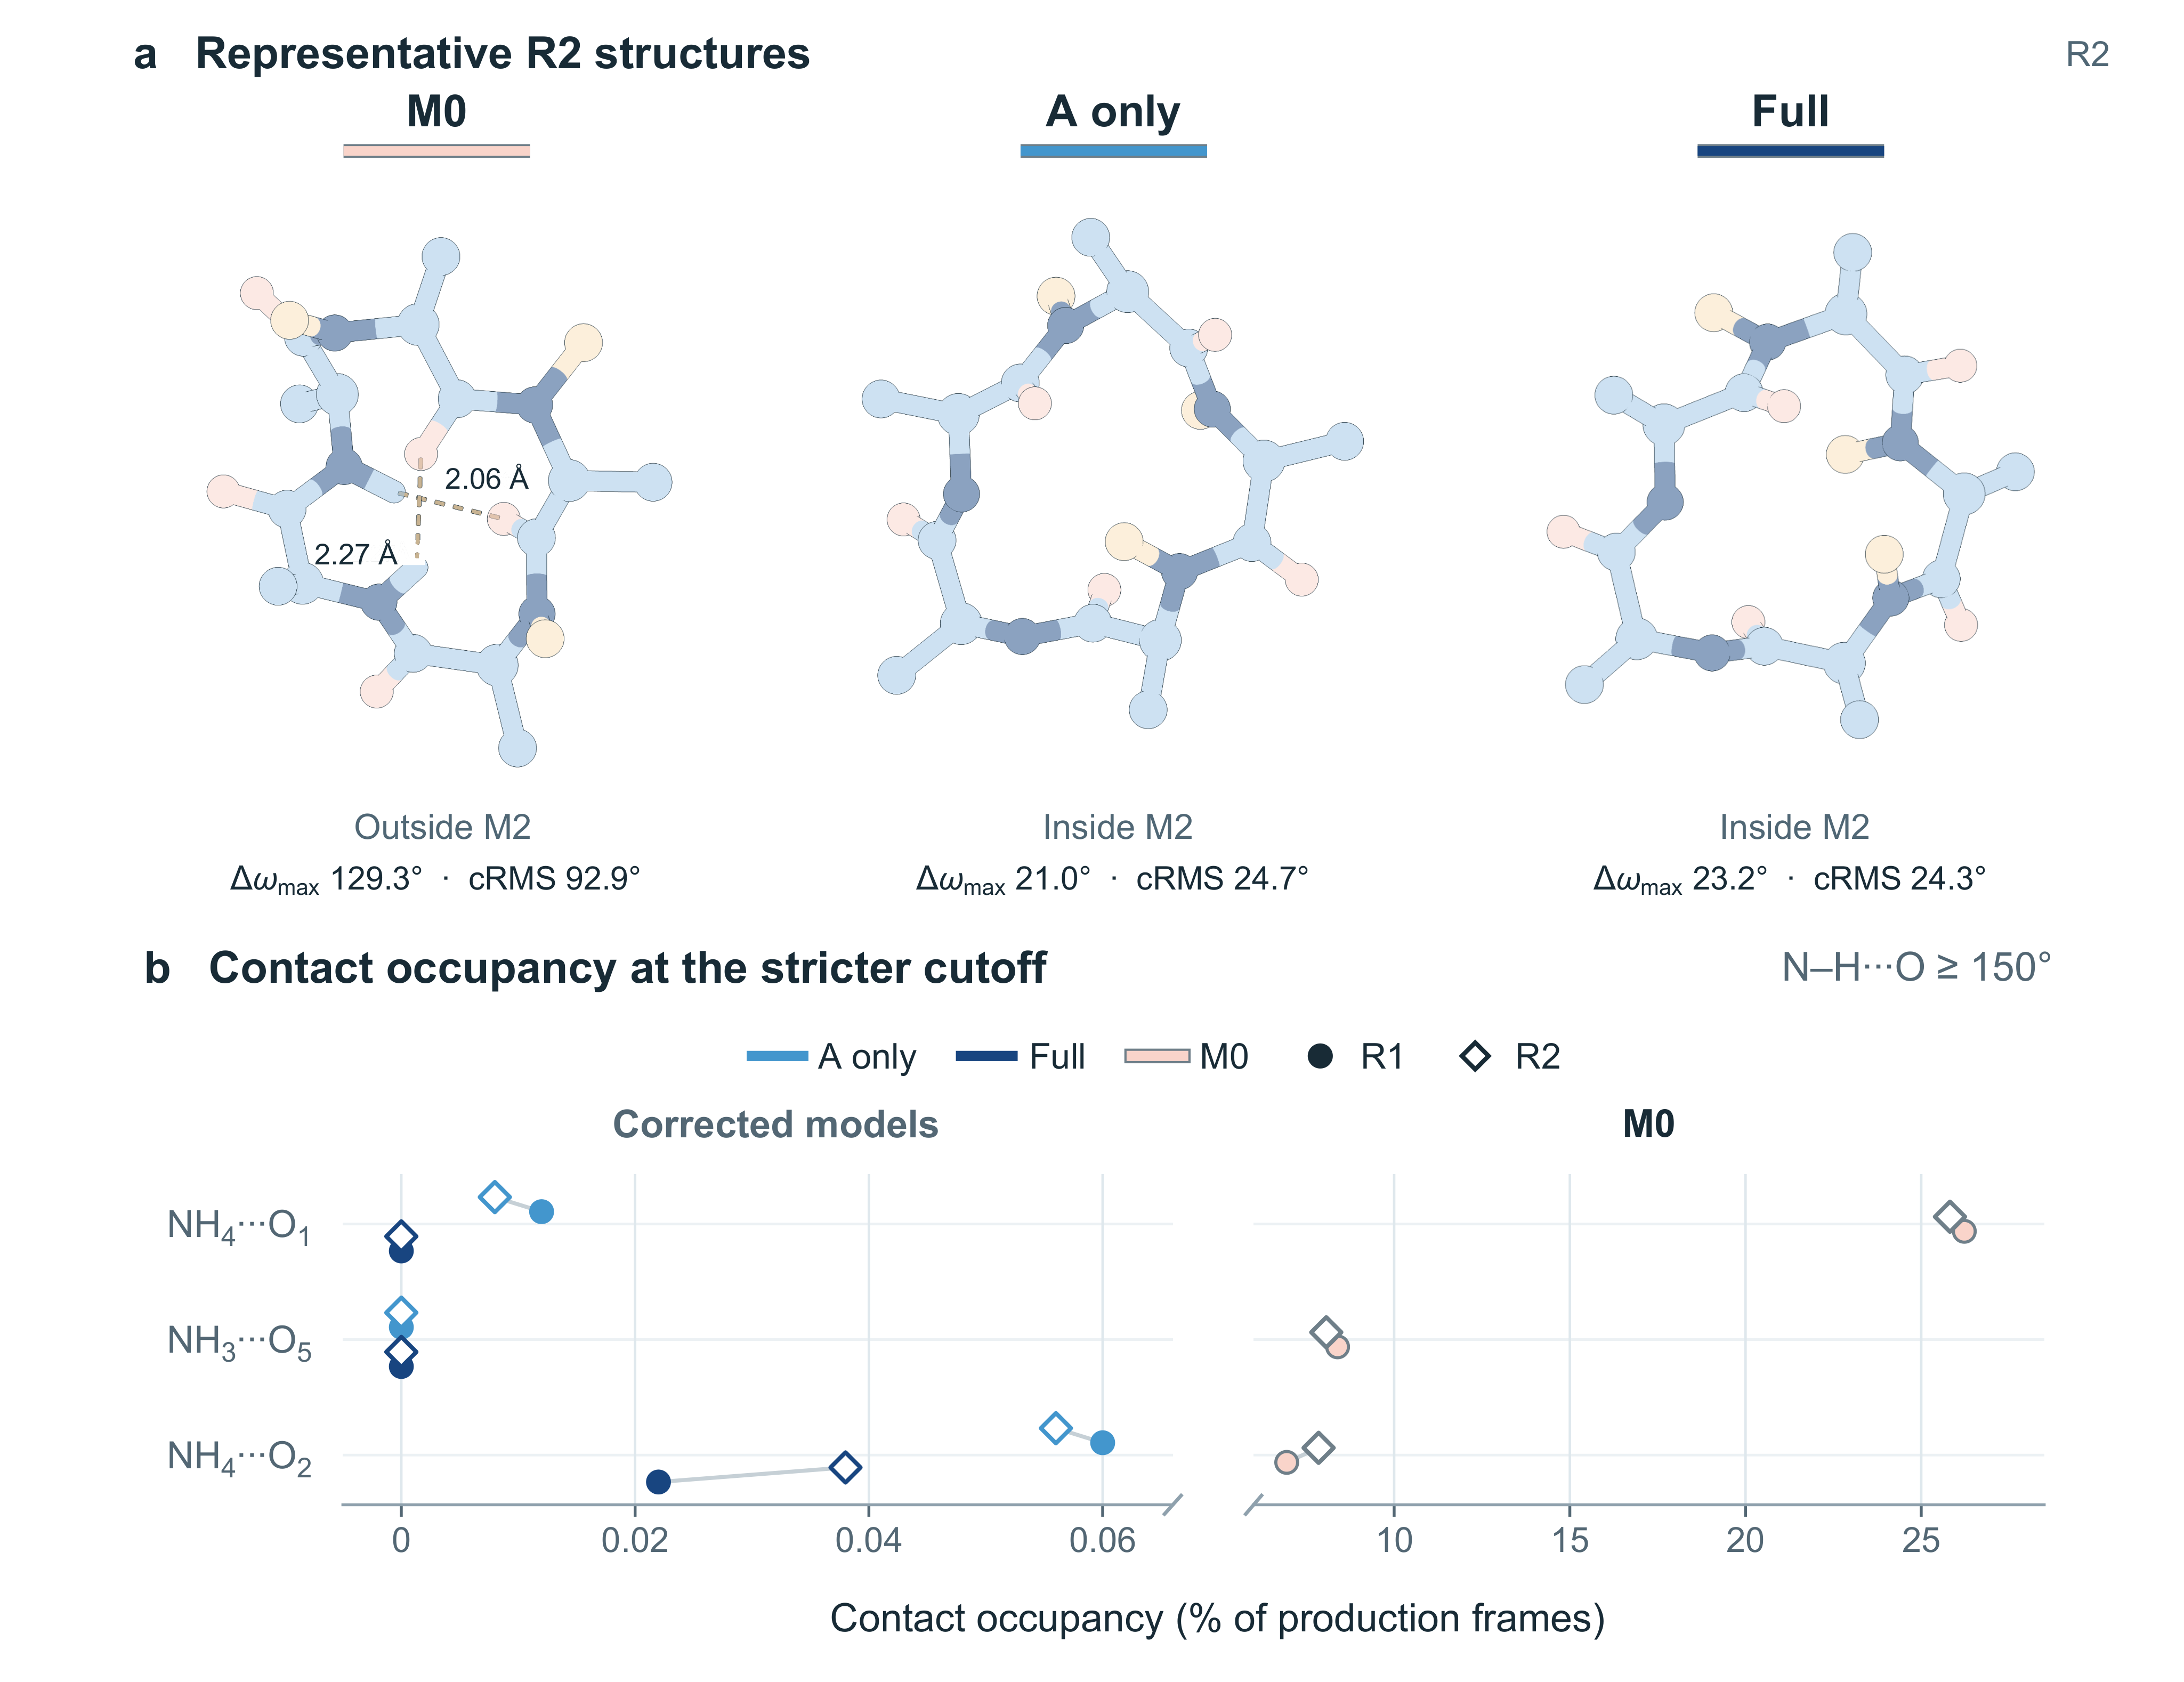 a Representative R2 structures R2
M0 A only Full
2.06 Å
2.27 Å
Outside M2 Inside M2 Inside M2
Δω_max 129.3° · cRMS 92.9° Δω_max 21.0° · cRMS 24.7° Δω_max 23.2° · cRMS 24.3°
b Contact occupancy at the stricter cutoff N–H···O ≥ 150°
A only Full M0 R1 R2
Corrected models M0
NH₄···O₁
NH₃···O₅
NH₄···O₂
0 0.02 0.04 0.06 10 15 20 25
Contact occupancy (% of production frames)